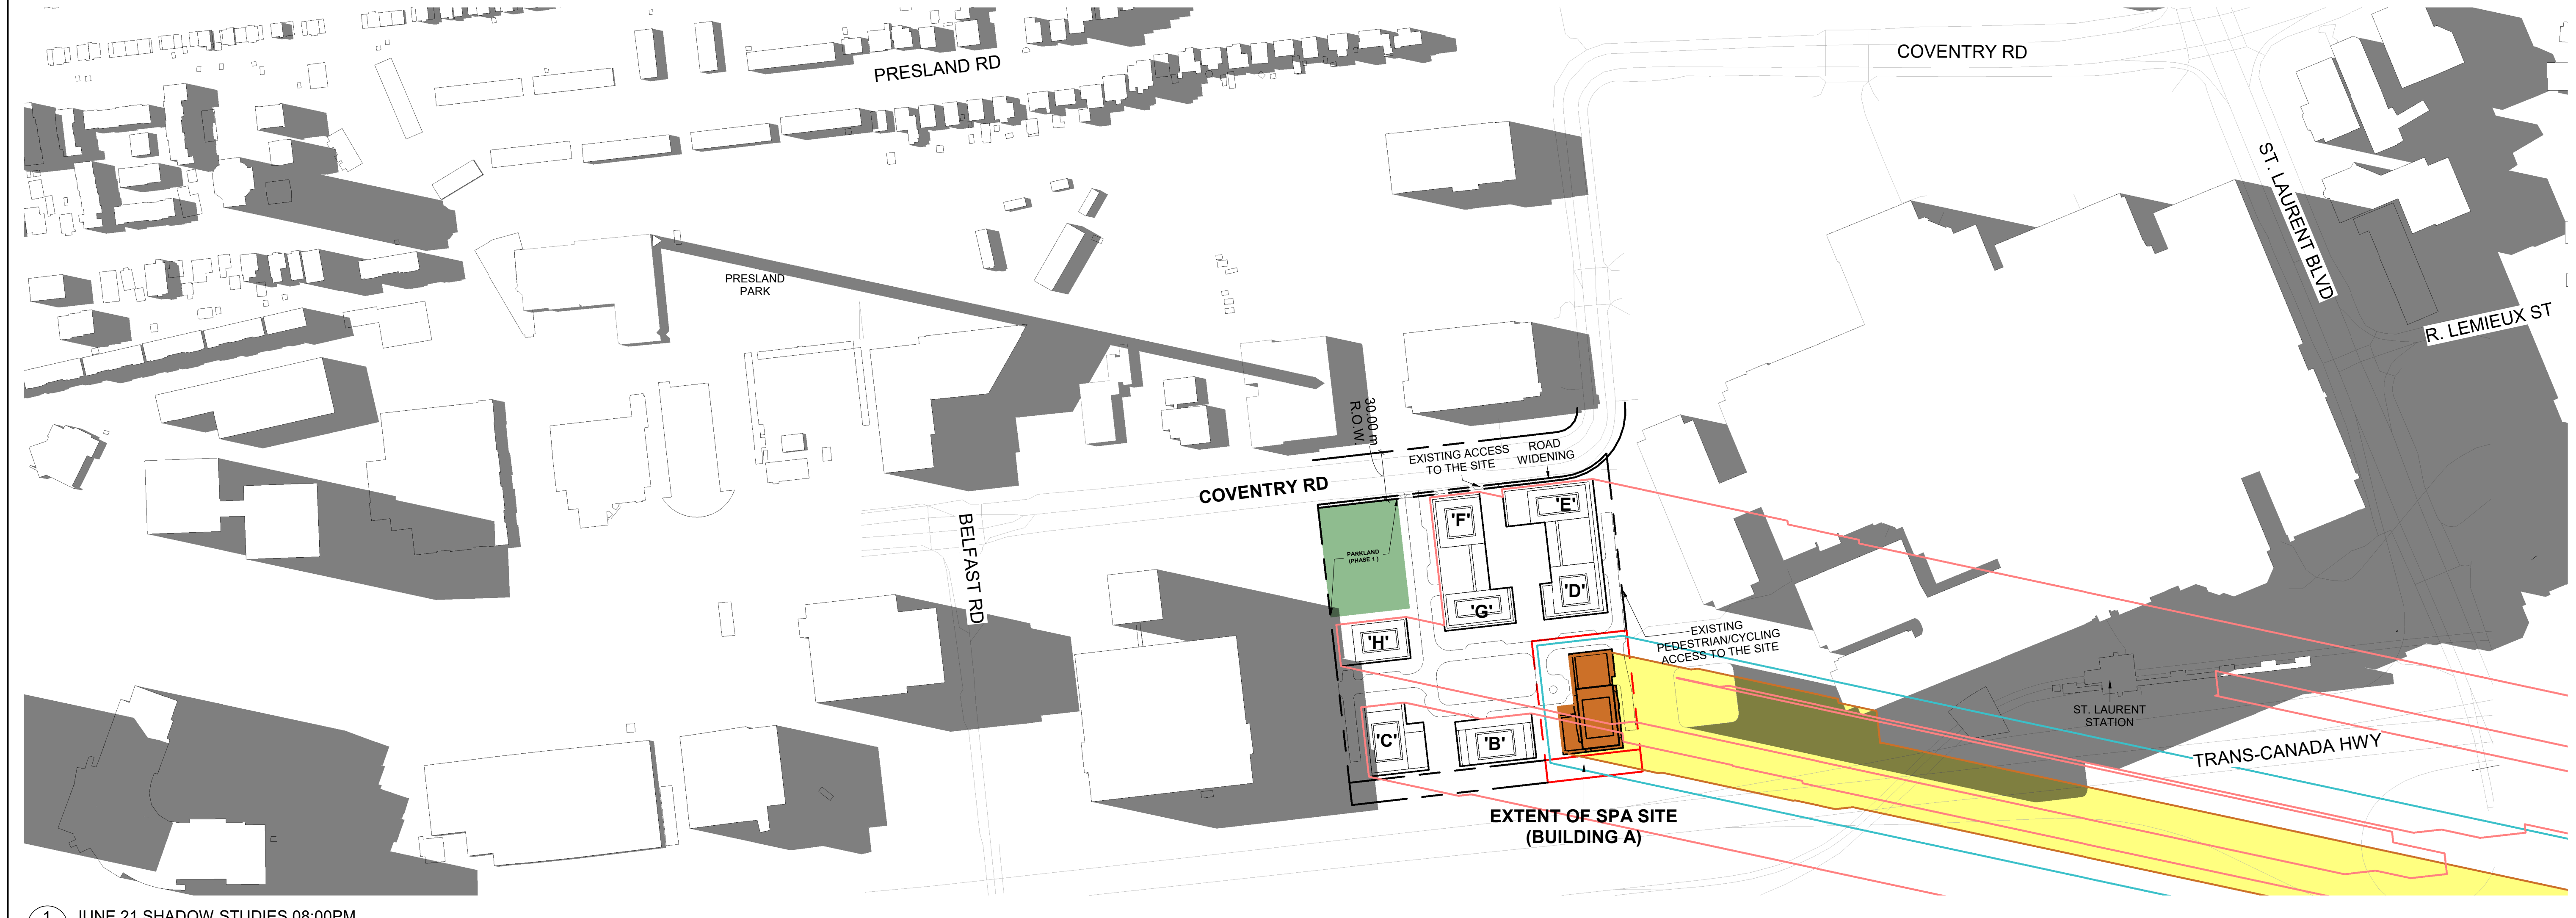 PRESLAND RD
COVENTRY RD
ST. LAURENT BLVD
PRESLAND
PARK
R. LEMIEUX ST
30.00 m
R.O.W.
EXISTING ACCESS
TO THE SITE
ROAD
WIDENING
COVENTRY RD
BELFAST RD
'F'
'E'
PARKLAND
(PHASE 1 )
'D'
'G'
'H'
EXISTING
PEDESTRIAN/CYCLING
ACCESS TO THE SITE
ST. LAURENT
STATION
'C'
'B'
TRANS-CANADA HWY
EXTENT OF SPA SITE
(BUILDING A)
1
JUNE 21 SHADOW STUDIES 08:00PM